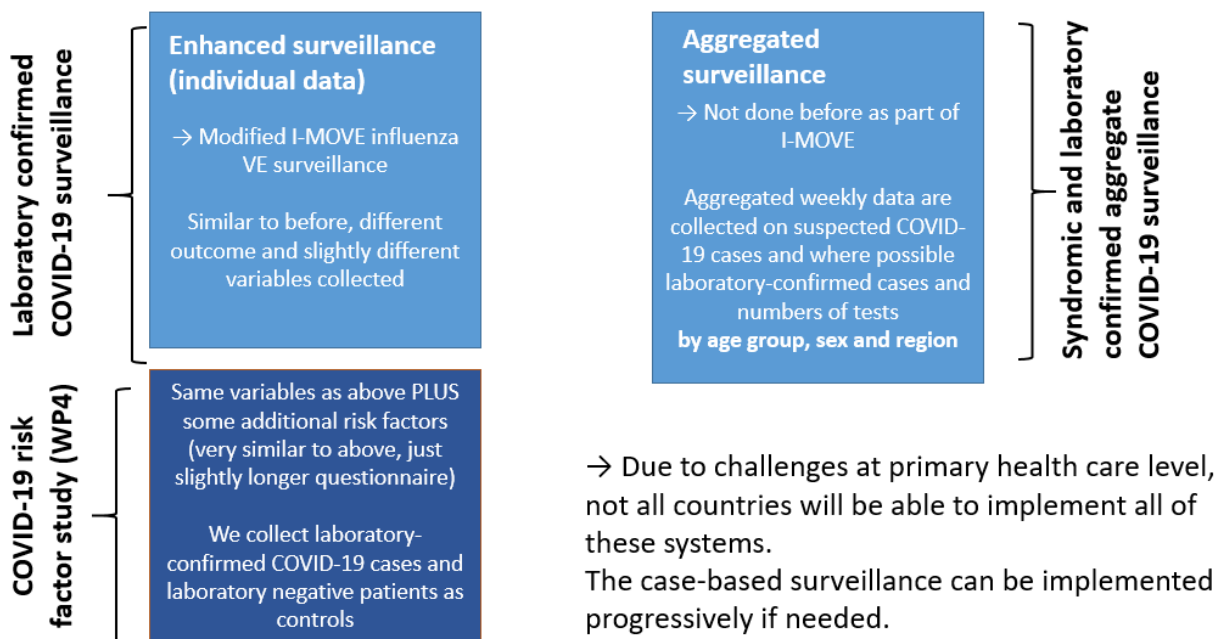 Laboratory confirmed
COVID-19 surveillance
Enhanced surveillance
(individual data)
→ Modified I-MOVE influenza
VE surveillance
Similar to before, different
outcome and slightly different
variables collected
COVID-19 risk
factor study (WP4)
Same variables as above PLUS
some additional risk factors
(very similar to above, just
slightly longer questionnaire)
We collect laboratory-
confirmed COVID-19 cases and
laboratory negative patients as
controls
Aggregated
surveillance
→ Not done before as part of
I-MOVE
Aggregated weekly data are
collected on suspected COVID-
19 cases and where possible
laboratory-confirmed cases and
numbers of tests
by age group, sex and region
Syndromic and laboratory
confirmed aggregate
COVID-19 surveillance
→ Due to challenges at primary health care level,
not all countries will be able to implement all of
these systems.
The case-based surveillance can be implemented
progressively if needed.